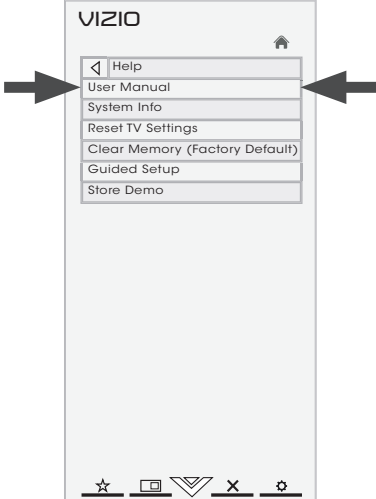 VIZIO
Help
User Manual
System Info
Reset TV Settings
Clear Memory (Factory Default)
Guided Setup
Store Demo